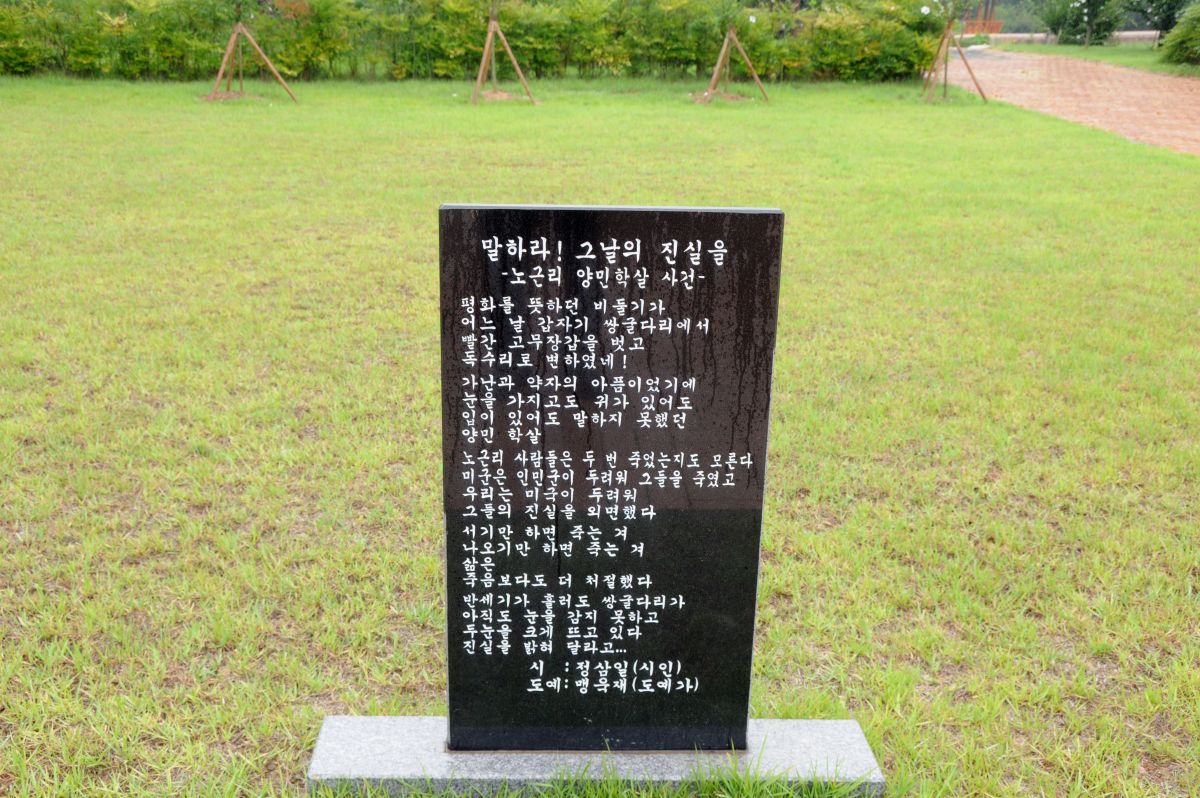 말하라! 그날의 진실을
-노근리 양민학살 사건-
평화를 뜻하던 비둘기가
어느 날 갑자기 쌍굴다리에서
빨간 고무장갑을 벗고
독수리로 변하였네!
가난과 약자의 아픔이었기에
눈을 가지고도 귀가 있어도
입이 있어도 말하지 못했던
양민 학살
노근리 사람들은 두 번 죽었는지도 모른다
미군은 인민군이 두려워 그들을 죽였고
우리는 미국이 두려워
그들의 진실을 외면했다
서기만 하면 죽는 겨
나오기만 하면 죽는 겨
삶은
죽음보다도 더 처절했다
반세기가 흘러도 쌍굴다리가
아직도 눈을 감지 못하고
두눈을 크게 뜨고 있다
진실을 밝혀 달라고...
시 : 정삼일(시인)
도예: 맹욱재(도예가)